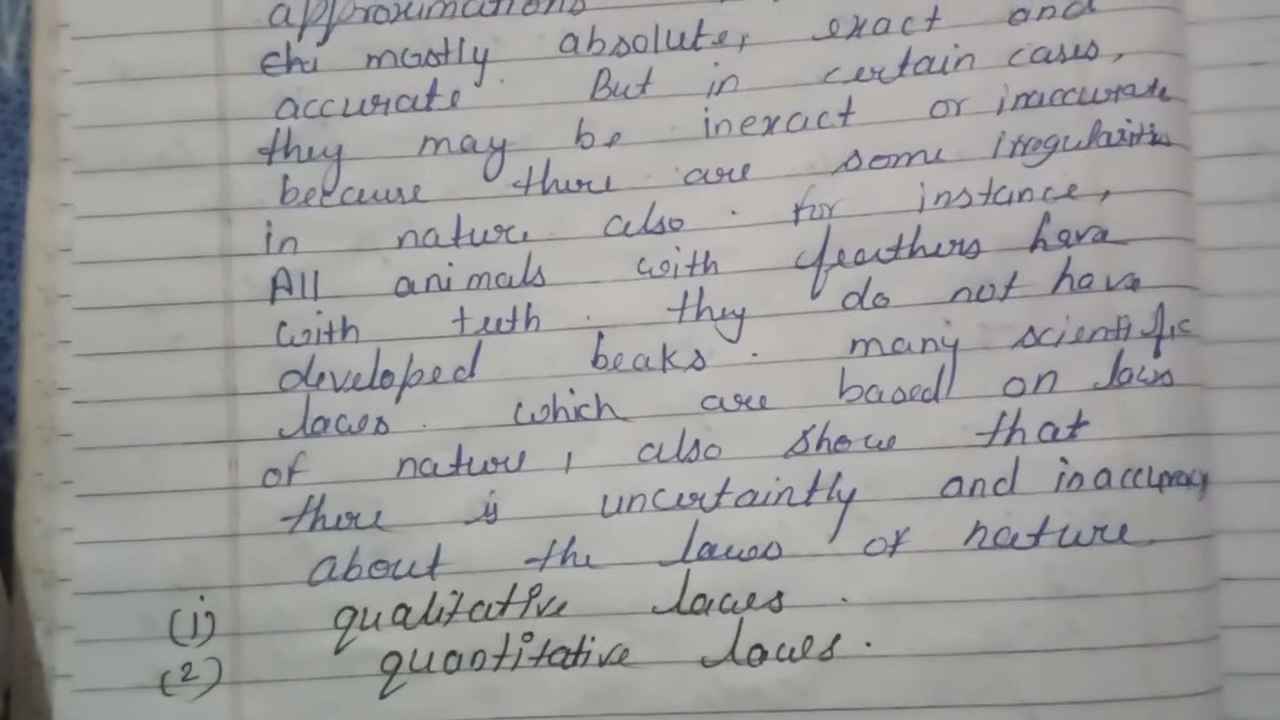 approximations
chi mostly absolute, exact and
accurate. But in certain cases,
they may be inexact or inaccurate
because there are some irregularities
in nature also. for instance,
All animals with feathers have
with teeth. they do not have
developed beaks. many scientific
laws. which are based on laws
of nature, also show that
there is uncertaintly and inaccuracy
about the laws of nature
(i) qualitative laws.
(2) quantitative laws.